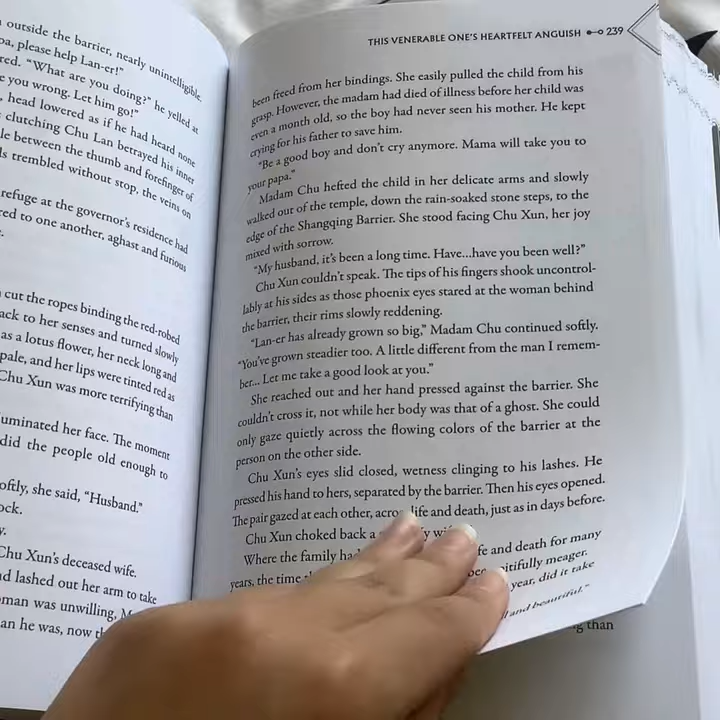 outside the barrier, nearly unintelligible.
pa, please help Lan-er!"
red. "What are you doing?" he yelled at
e you wrong. Let him go!"
, head lowered as if he had heard none
clutching Chu Lan betrayed his inner
le between the thumb and forefinger of
ds trembled without stop, the veins on
refuge at the governor's residence had
red to one another, aghast and furious
cut the ropes binding the red-robed
ack to her senses and turned slowly
as a lotus flower, her neck long and
pale, and her lips were tinted red as
Chu Xun was more terrifying than
uminated her face. The moment
did the people old enough to
oftly, she said, "Husband."
ock.
y.
Chu Xun's deceased wife.
nd lashed out her arm to take
man was unwilling, M
an he was, now th
THIS VENERABLE ONE'S HEARTFELT ANGUISH 239
been freed from her bindings. She easily pulled the child from his
grasp. However, the madam had died of illness before her child was
even a month old, so the boy had never seen his mother. He kept
crying for his father to save him.
"Be a good boy and don't cry anymore. Mama will take you to
your papa."
Madam Chu hefted the child in her delicate arms and slowly
walked out of the temple, down the rain-soaked stone steps, to the
edge of the Shangqing Barrier. She stood facing Chu Xun, her joy
mixed with sorrow.
"My husband, it's been a long time. Have...have you been well?"
Chu Xun couldn't speak. The tips of his fingers shook uncontrol-
lably at his sides as those phoenix eyes stared at the woman behind
the barrier, their rims slowly reddening.
"Lan-er has already grown so big," Madam Chu continued softly.
"You've grown steadier too. A little different from the man I remem-
ber... Let me take a good look at you."
She reached out and her hand pressed against the barrier. She
couldn't cross it, not while her body was that of a ghost. She could
only gaze quietly across the flowing colors of the barrier at the
person on the other side.
Chu Xun's eyes slid closed, wetness clinging to his lashes. He
pressed his hand to hers, separated by the barrier. Then his eyes opened.
The pair gazed at each other, across life and death, just as in days before.
Chu Xun choked back a
Where the family had fe and death for many
years, the time pitifully meager.
year, did it take
and beautiful."
than